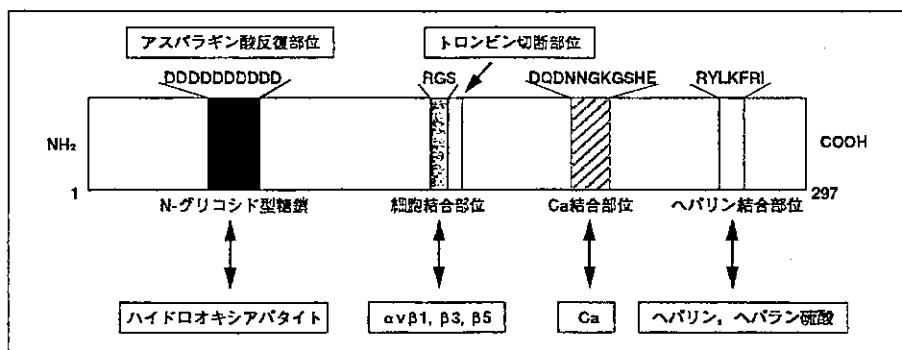 アスパラギン酸反復部位
トロンビン切断部位
DDDDDDDDDD
RGS
DQDNNGKGSHE
RYLKFRI
NH₂
COOH
1
297
N-グリコシド型糖鎖
細胞結合部位
Ca結合部位
ヘパリン結合部位
ハイドロオキシアパタイト
αvβ1, β3, β5
Ca
ヘパリン，ヘパラン硫酸